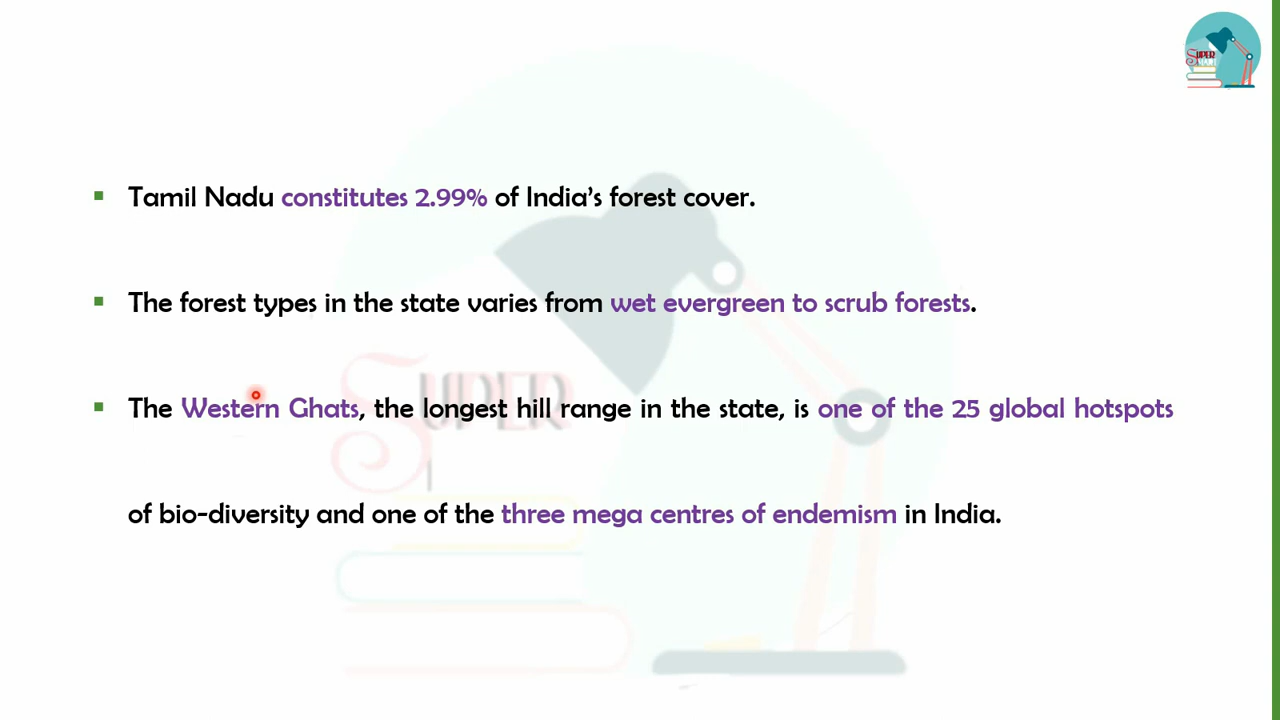 SUPER
▪ Tamil Nadu constitutes 2.99% of India's forest cover.
▪ The forest types in the state varies from wet evergreen to scrub forests.
▪ The Western Ghats, the longest hill range in the state, is one of the 25 global hotspots
of bio-diversity and one of the three mega centres of endemism in India.
SUPER